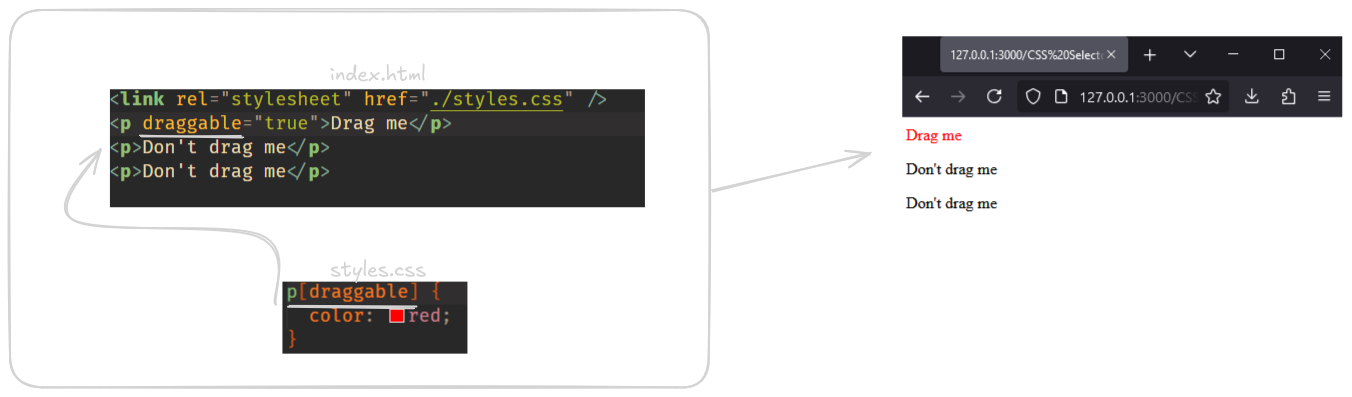 index.html
<link rel="stylesheet" href="./styles.css" />
<p draggable="true">Drag me</p>
<p>Don't drag me</p>
<p>Don't drag me</p>
styles.css
p[draggable] {
color: red;
}
127.0.0.1:3000/CSS%20Selecto
127.0.0.1:3000/CSS
Drag me
Don't drag me
Don't drag me